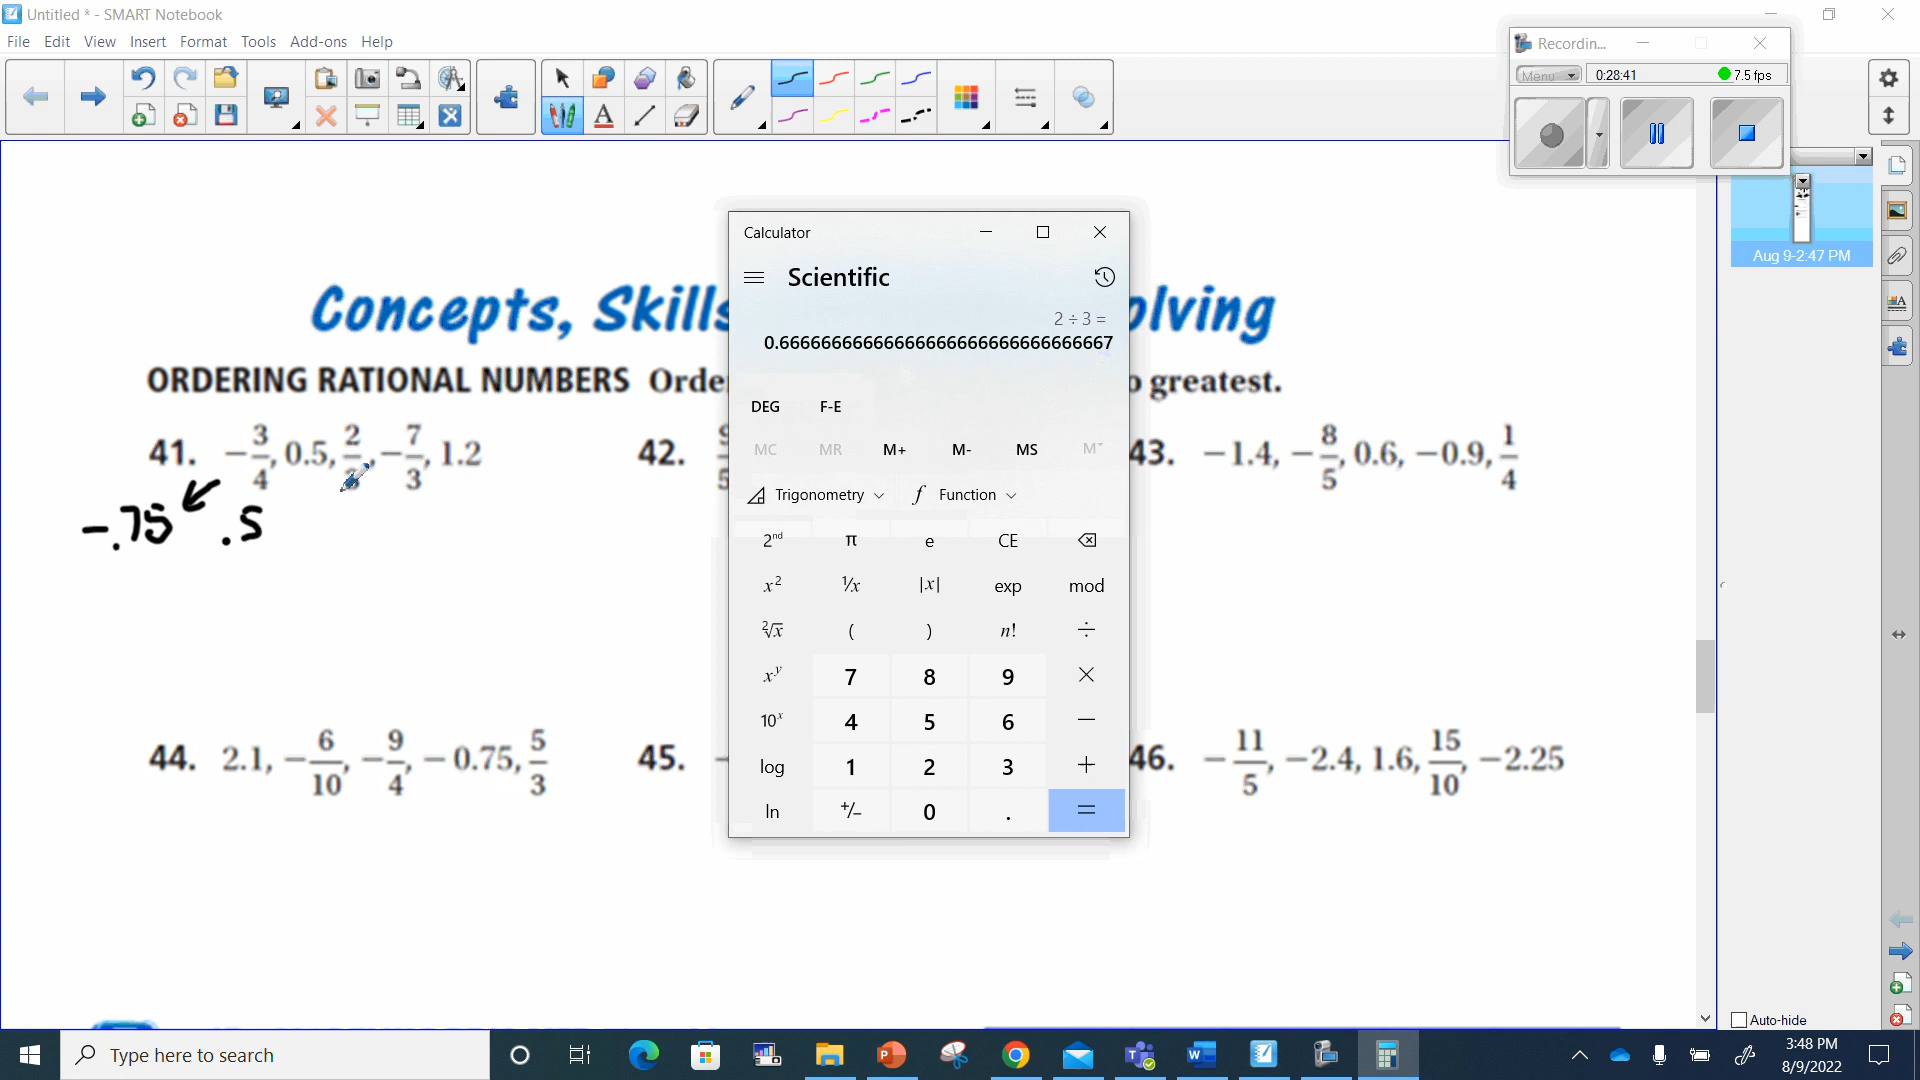 Untitled * - SMART Notebook
File Edit View Insert Format Tools Add-ons Help
Recordin...
Menu 0:28:41 7.5 fps
Aug 9-2:47 PM
Calculator
Scientific
2 ÷ 3 =
0.66666666666666666666666666666667
DEG F-E
MC MR M+ M- MS M˅
Trigonometry f Function
2nd π e CE
x² ¹/x |x| exp mod
²√x ( ) n! ÷
xʸ 7 8 9 ×
10ˣ 4 5 6 −
log 1 2 3 +
ln +/− 0 . =
Concepts, Skills olving
ORDERING RATIONAL NUMBERS Orde o greatest.
41. −3/4, 0.5, 2/, −7/3, 1.2
42.
43. −1.4, −8/5, 0.6, −0.9, 1/4
-.75 .5
44. 2.1, −6/10, −9/4, −0.75, 5/3
45. −
46. −11/5, −2.4, 1.6, 15/10, −2.25
Auto-hide
Type here to search
3:48 PM
8/9/2022